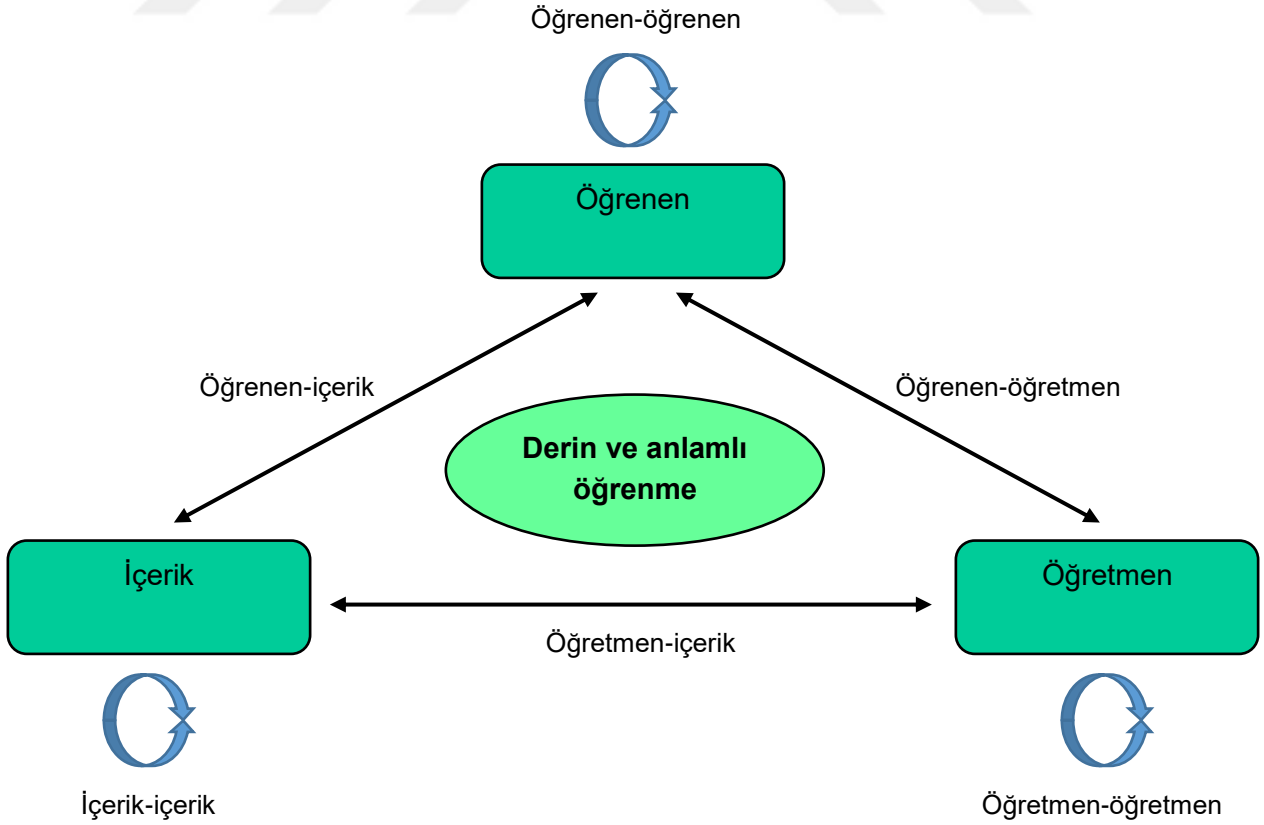 Öğrenen-öğrenen
Öğrenen
Öğrenen-içerik
Öğrenen-öğretmen
Derin ve anlamlı
öğrenme
İçerik
Öğretmen
Öğretmen-içerik
İçerik-içerik
Öğretmen-öğretmen